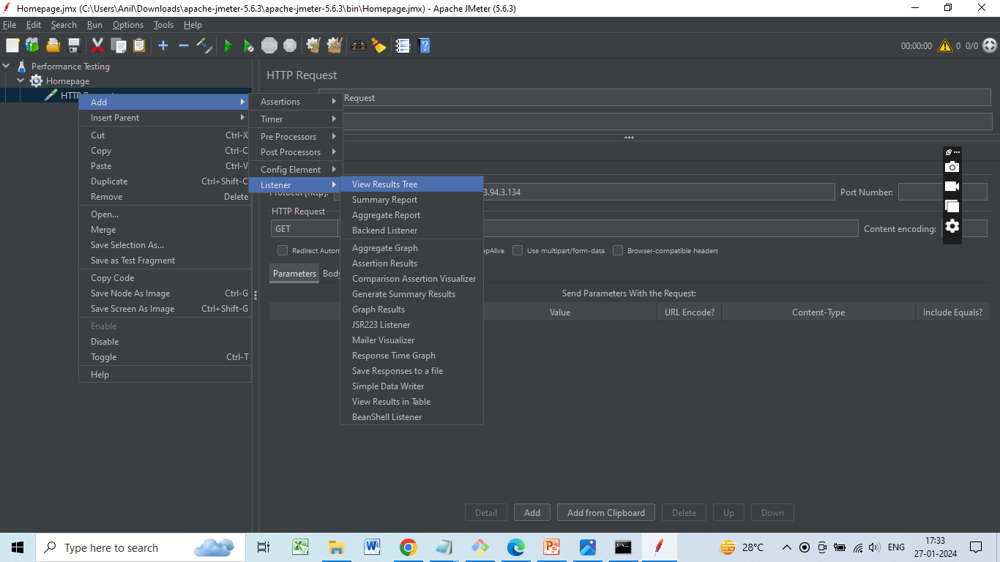 Homepage.jmx (C:\Users\Anil\Downloads\apache-jmeter-5.6.3\apache-jmeter-5.6.3\bin\Homepage.jmx) - Apache JMeter (5.6.3)
File Edit Search Run Options Tools Help
STOP 00:00:00 0 0/0
Performance Testing
Homepage
HTTP
HTTP Request
Request
Add
Insert Parent
Cut Ctrl-X
Copy Ctrl-C
Paste Ctrl-V
Duplicate Ctrl+Shift-C
Remove Delete
Open...
Merge
Save Selection As...
Save as Test Fragment
Copy Code
Save Node As Image Ctrl-G
Save Screen As Image Ctrl+Shift-G
Enable
Disable
Toggle Ctrl-T
Help
Assertions
Timer
Pre Processors
Post Processors
Config Element
Listener
View Results Tree
Summary Report
Aggregate Report
Backend Listener
Aggregate Graph
Assertion Results
Comparison Assertion Visualizer
Generate Summary Results
Graph Results
JSR223 Listener
Mailer Visualizer
Response Time Graph
Save Responses to a file
Simple Data Writer
View Results in Table
BeanShell Listener
Protocol [http]: 3.94.3.134 Port Number:
HTTP Request
GET Content encoding:
Redirect Autom epAlive Use multipart/form-data Browser-compatible headers
Parameters Body
Send Parameters With the Request:
Value URL Encode? Content-Type Include Equals?
Detail Add Add from Clipboard Delete Up Down
Type here to search 28°C ENG 17:33
27-01-2024